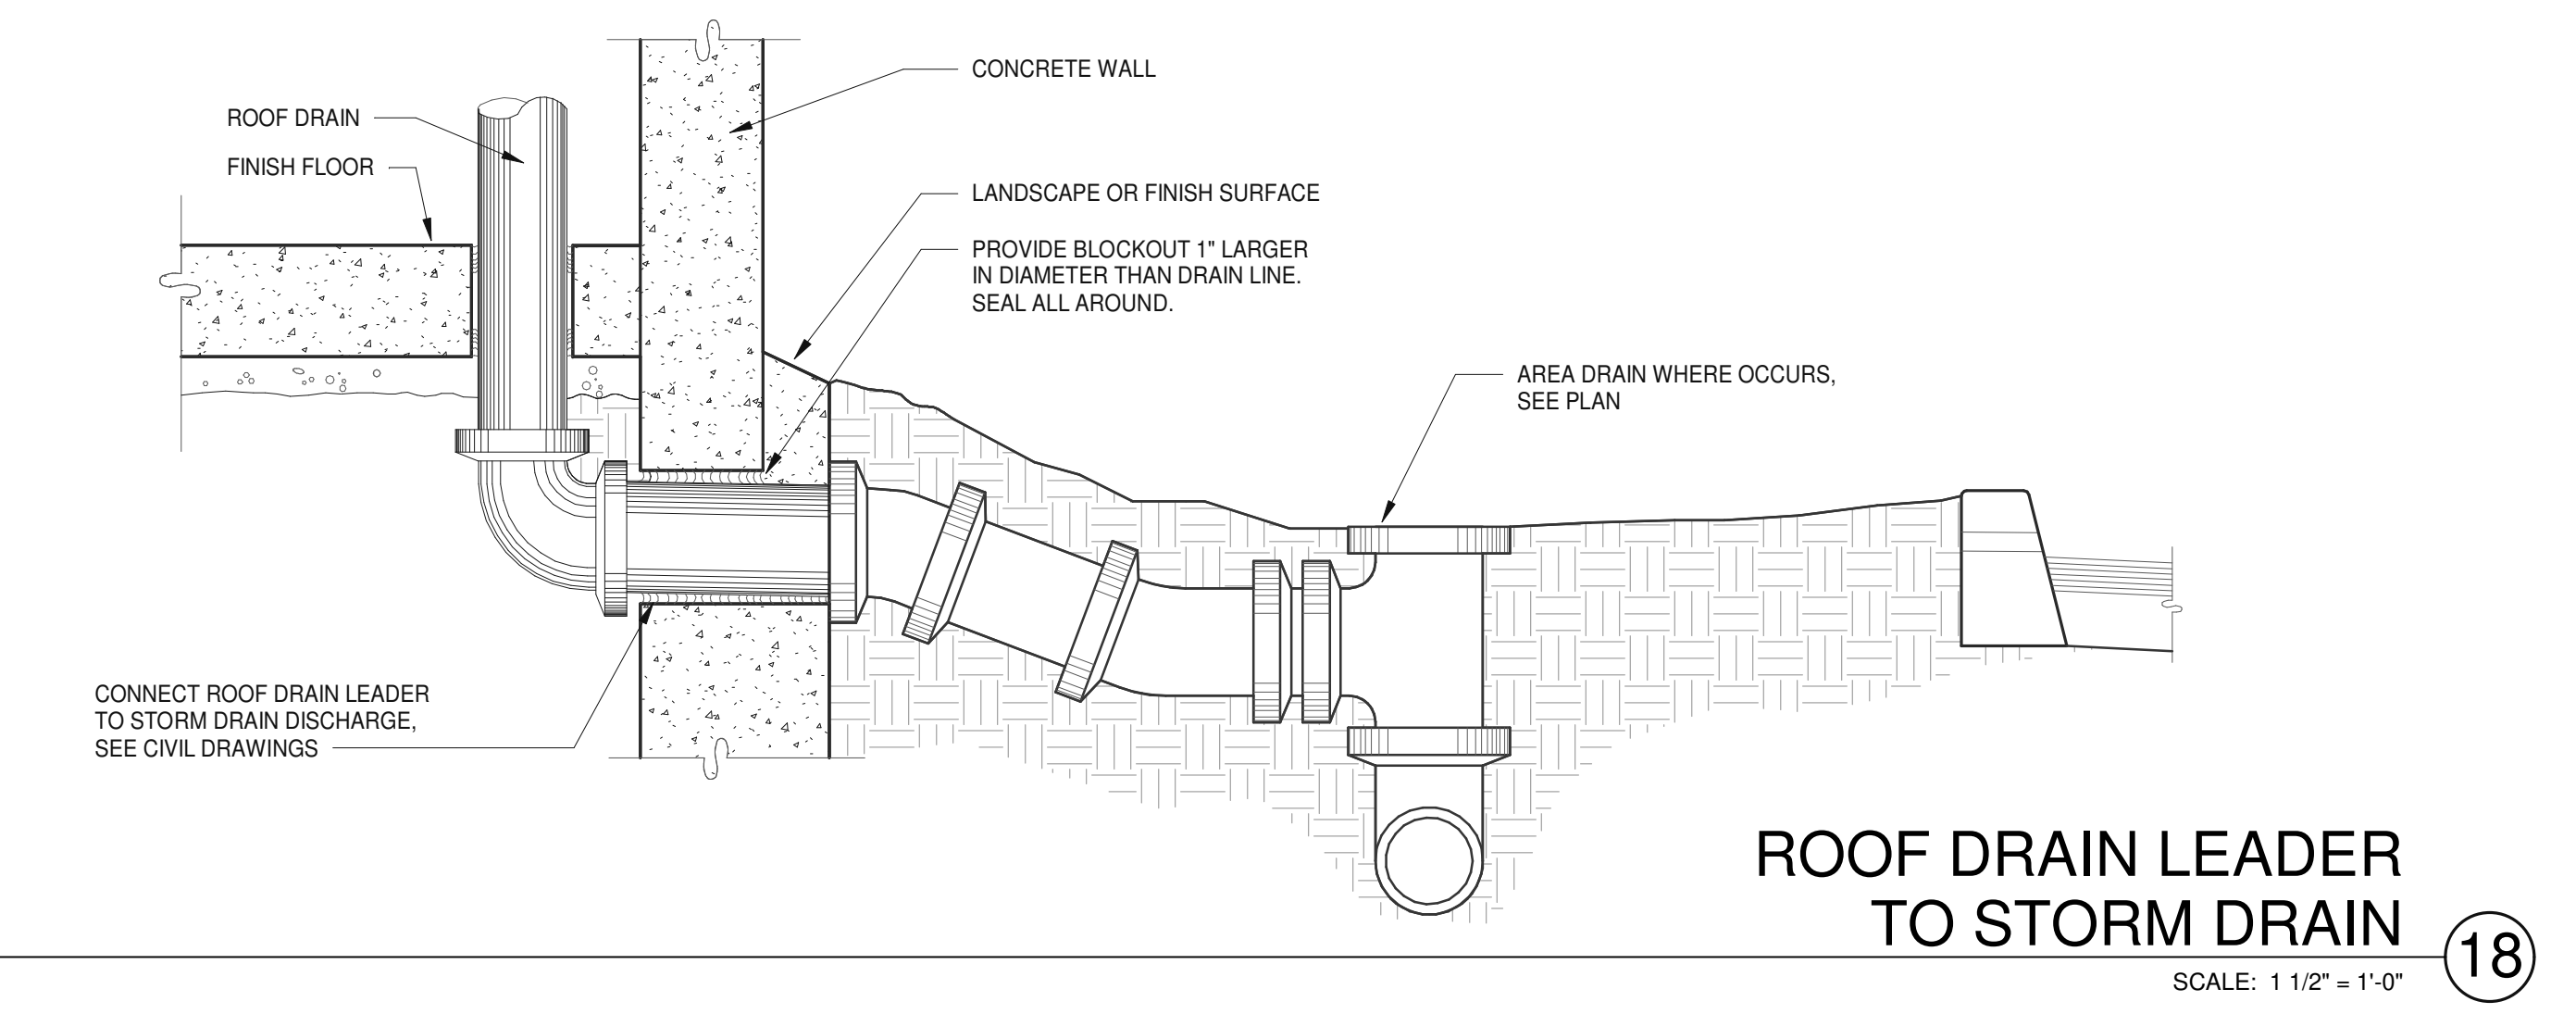 CONCRETE WALL
ROOF DRAIN
FINISH FLOOR
LANDSCAPE OR FINISH SURFACE
PROVIDE BLOCKOUT 1" LARGER
IN DIAMETER THAN DRAIN LINE.
SEAL ALL AROUND.
AREA DRAIN WHERE OCCURS,
SEE PLAN
CONNECT ROOF DRAIN LEADER
TO STORM DRAIN DISCHARGE,
SEE CIVIL DRAWINGS
ROOF DRAIN LEADER
TO STORM DRAIN
18
SCALE: 1 1/2" = 1'-0"